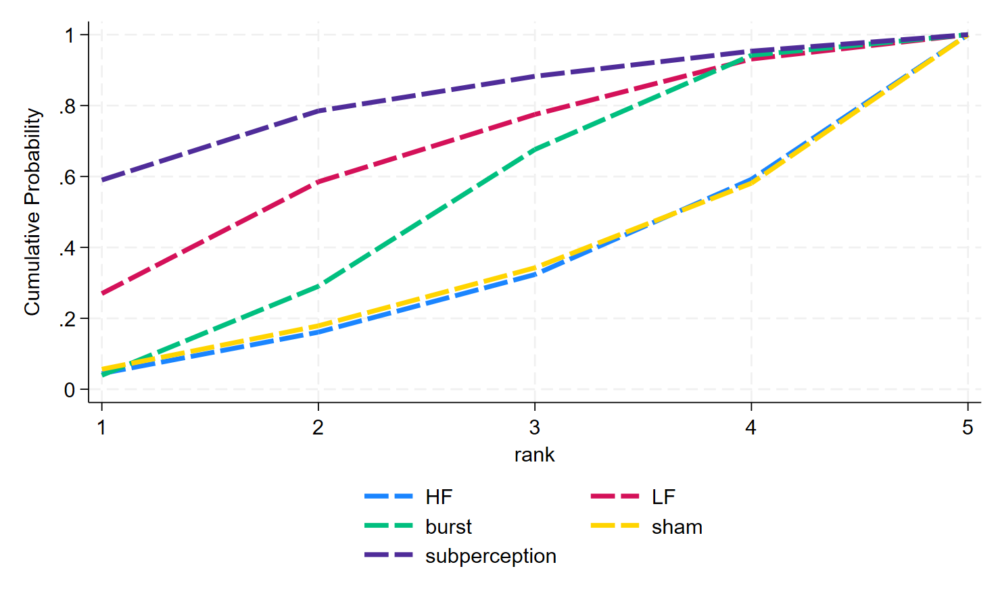 Cumulative Probability
1
.8
.6
.4
.2
0
1 2 3 4 5
rank
HF LF
burst sham
subperception